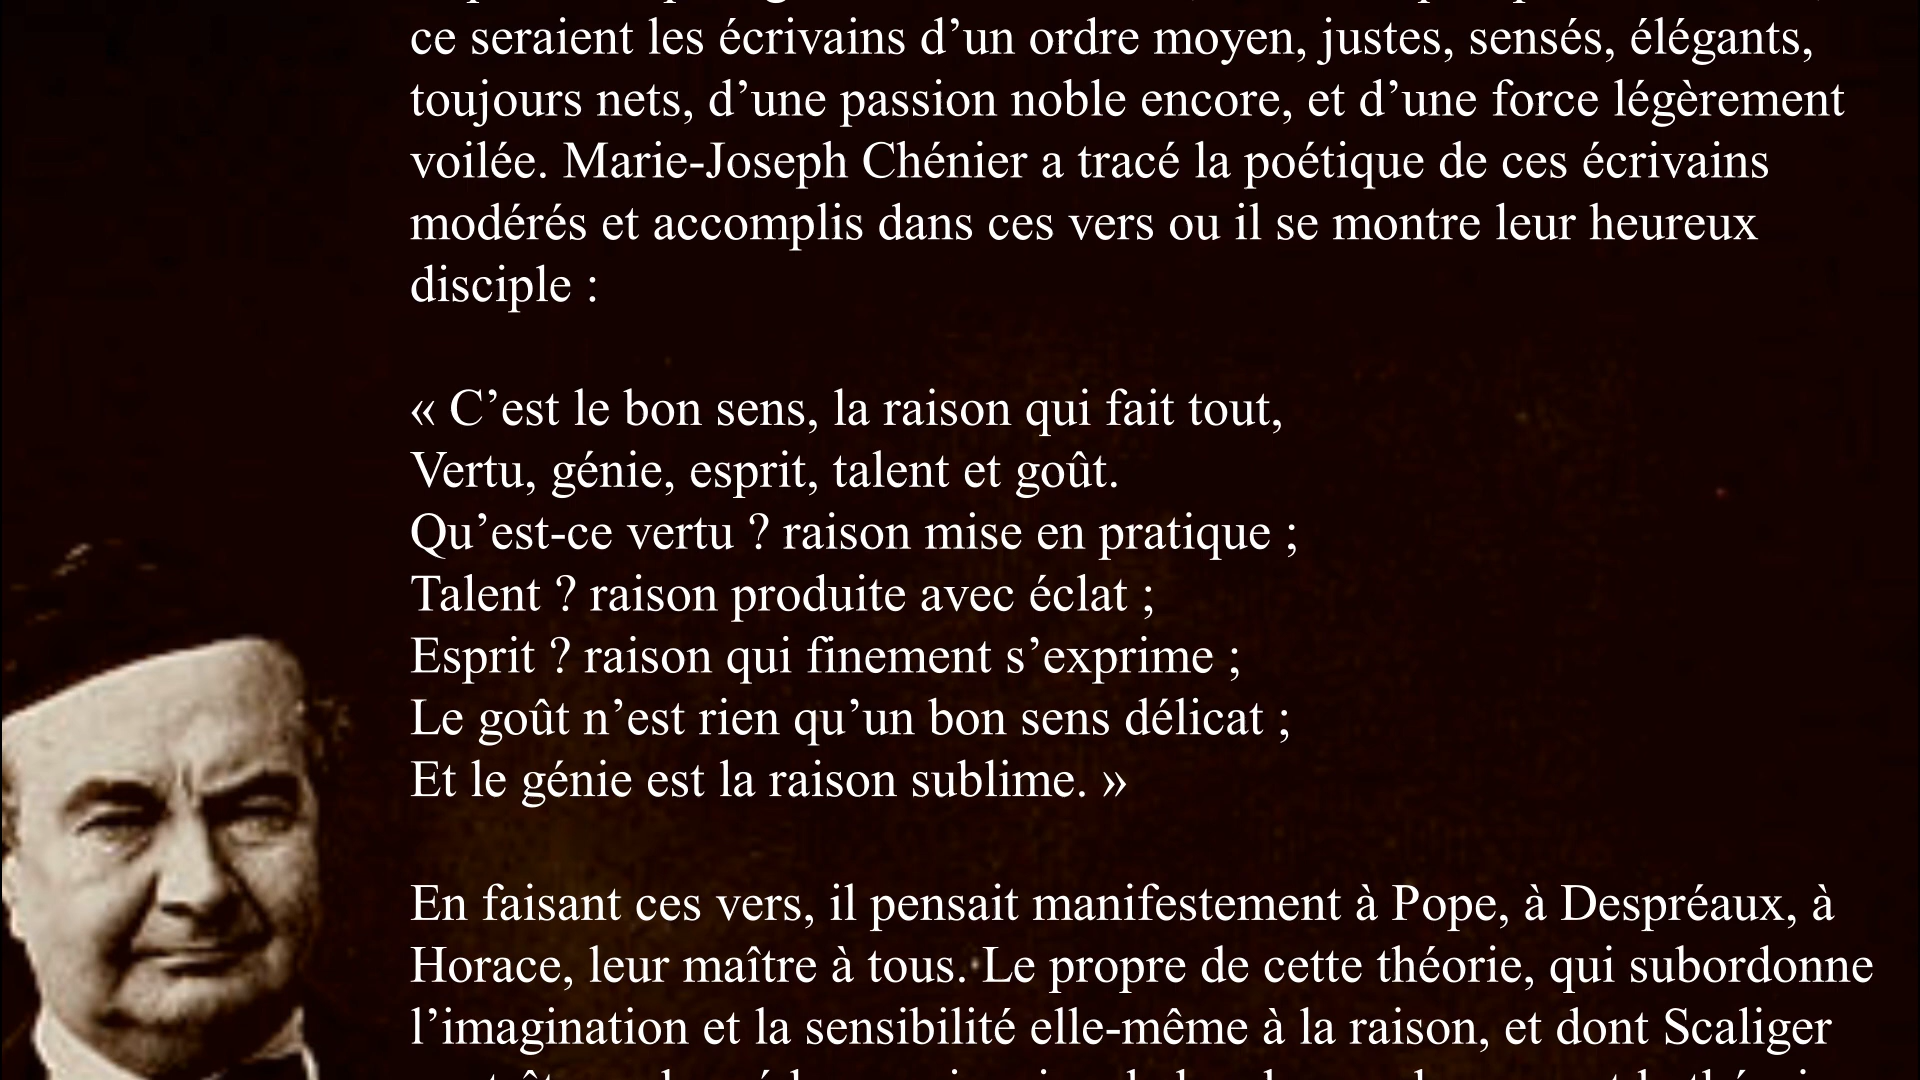 ce seraient les écrivains d’un ordre moyen, justes, sensés, élégants,
toujours nets, d’une passion noble encore, et d’une force légèrement
voilée. Marie-Joseph Chénier a tracé la poétique de ces écrivains
modérés et accomplis dans ces vers ou il se montre leur heureux
disciple :
« C’est le bon sens, la raison qui fait tout,
Vertu, génie, esprit, talent et goût.
Qu’est-ce vertu ? raison mise en pratique ;
Talent ? raison produite avec éclat ;
Esprit ? raison qui finement s’exprime ;
Le goût n’est rien qu’un bon sens délicat ;
Et le génie est la raison sublime. »
En faisant ces vers, il pensait manifestement à Pope, à Despréaux, à
Horace, leur maître à tous. Le propre de cette théorie, qui subordonne
l’imagination et la sensibilité elle-même à la raison, et dont Scaliger